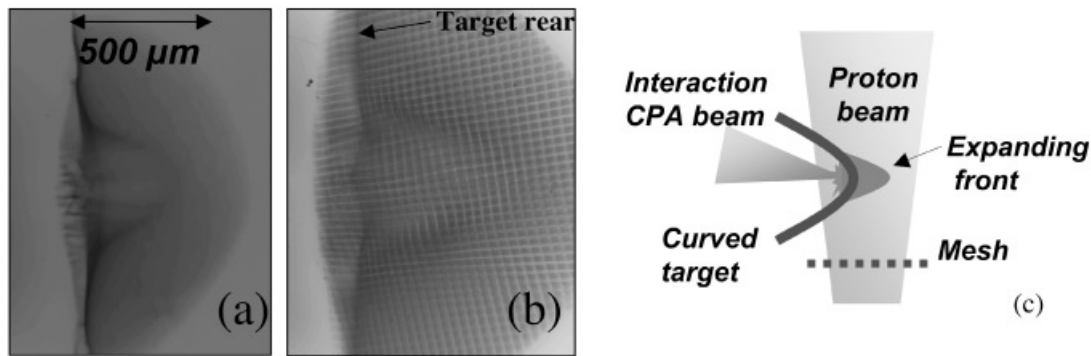 500 µm
(a)
Target rear
(b)
Interaction
CPA beam
Proton
beam
Expanding
front
Curved
target
Mesh
(c)